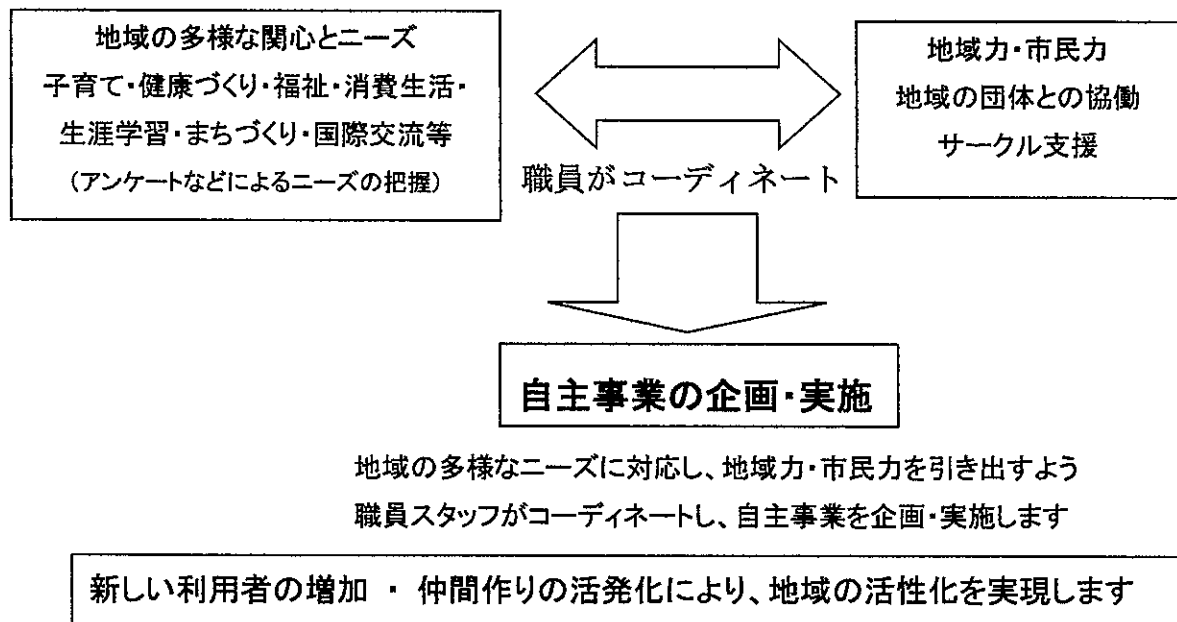 地域の多様な関心とニーズ
子育て・健康づくり・福祉・消費生活・
生涯学習・まちづくり・国際交流等
(アンケートなどによるニーズの把握)
職員がコーディネート
地域力・市民力
地域の団体との協働
サークル支援
自主事業の企画・実施
地域の多様なニーズに対応し、地域力・市民力を引き出すよう
職員スタッフがコーディネートし、自主事業を企画・実施します
新しい利用者の増加 ・ 仲間作りの活発化により、地域の活性化を実現します